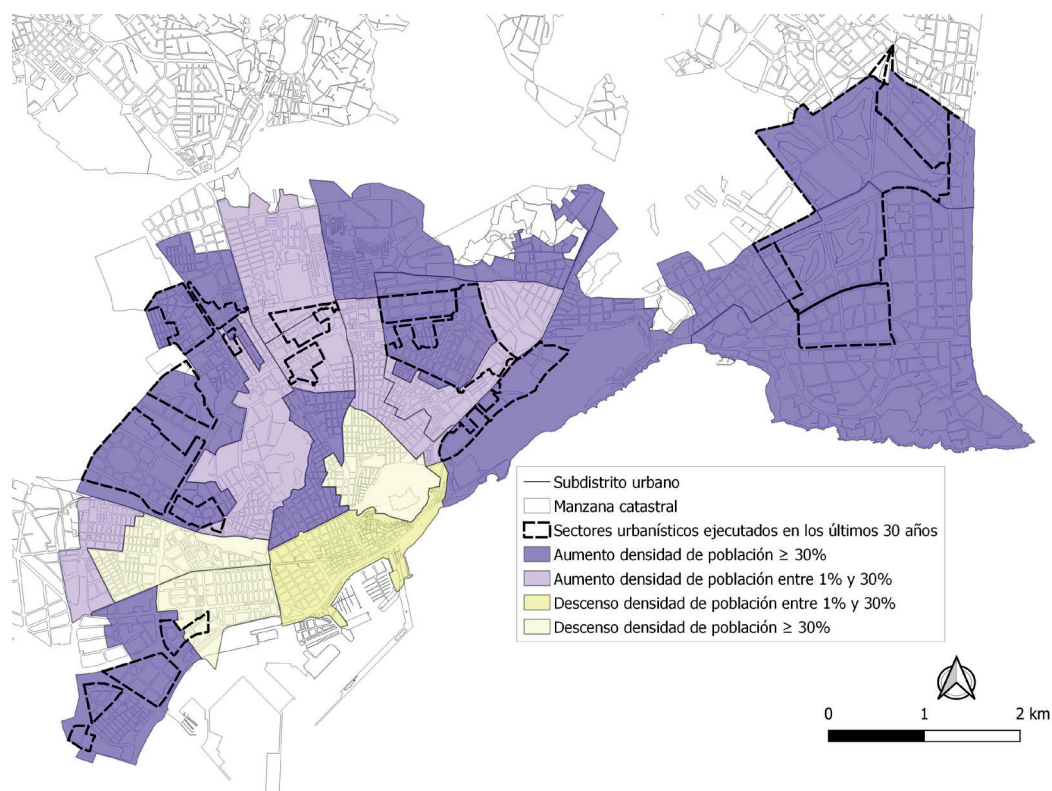 Subdistrito urbano
Manzana catastral
Sectores urbanísticos ejecutados en los últimos 30 años
Aumento densidad de población ≥ 30%
Aumento densidad de población entre 1% y 30%
Descenso densidad de población entre 1% y 30%
Descenso densidad de población ≥ 30%
0 1 2 km